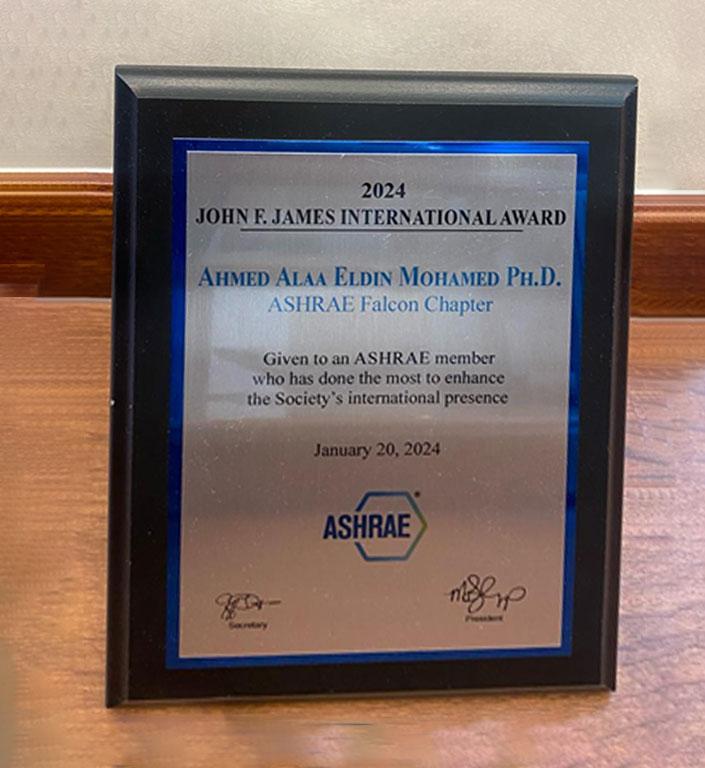 2024
JOHN F. JAMES INTERNATIONAL AWARD
AHMED ALAA ELDIN MOHAMED PH.D.
ASHRAE Falcon Chapter
Given to an ASHRAE member
who has done the most to enhance
the Society's international presence
January 20, 2024
ASHRAE®
Secretary
President